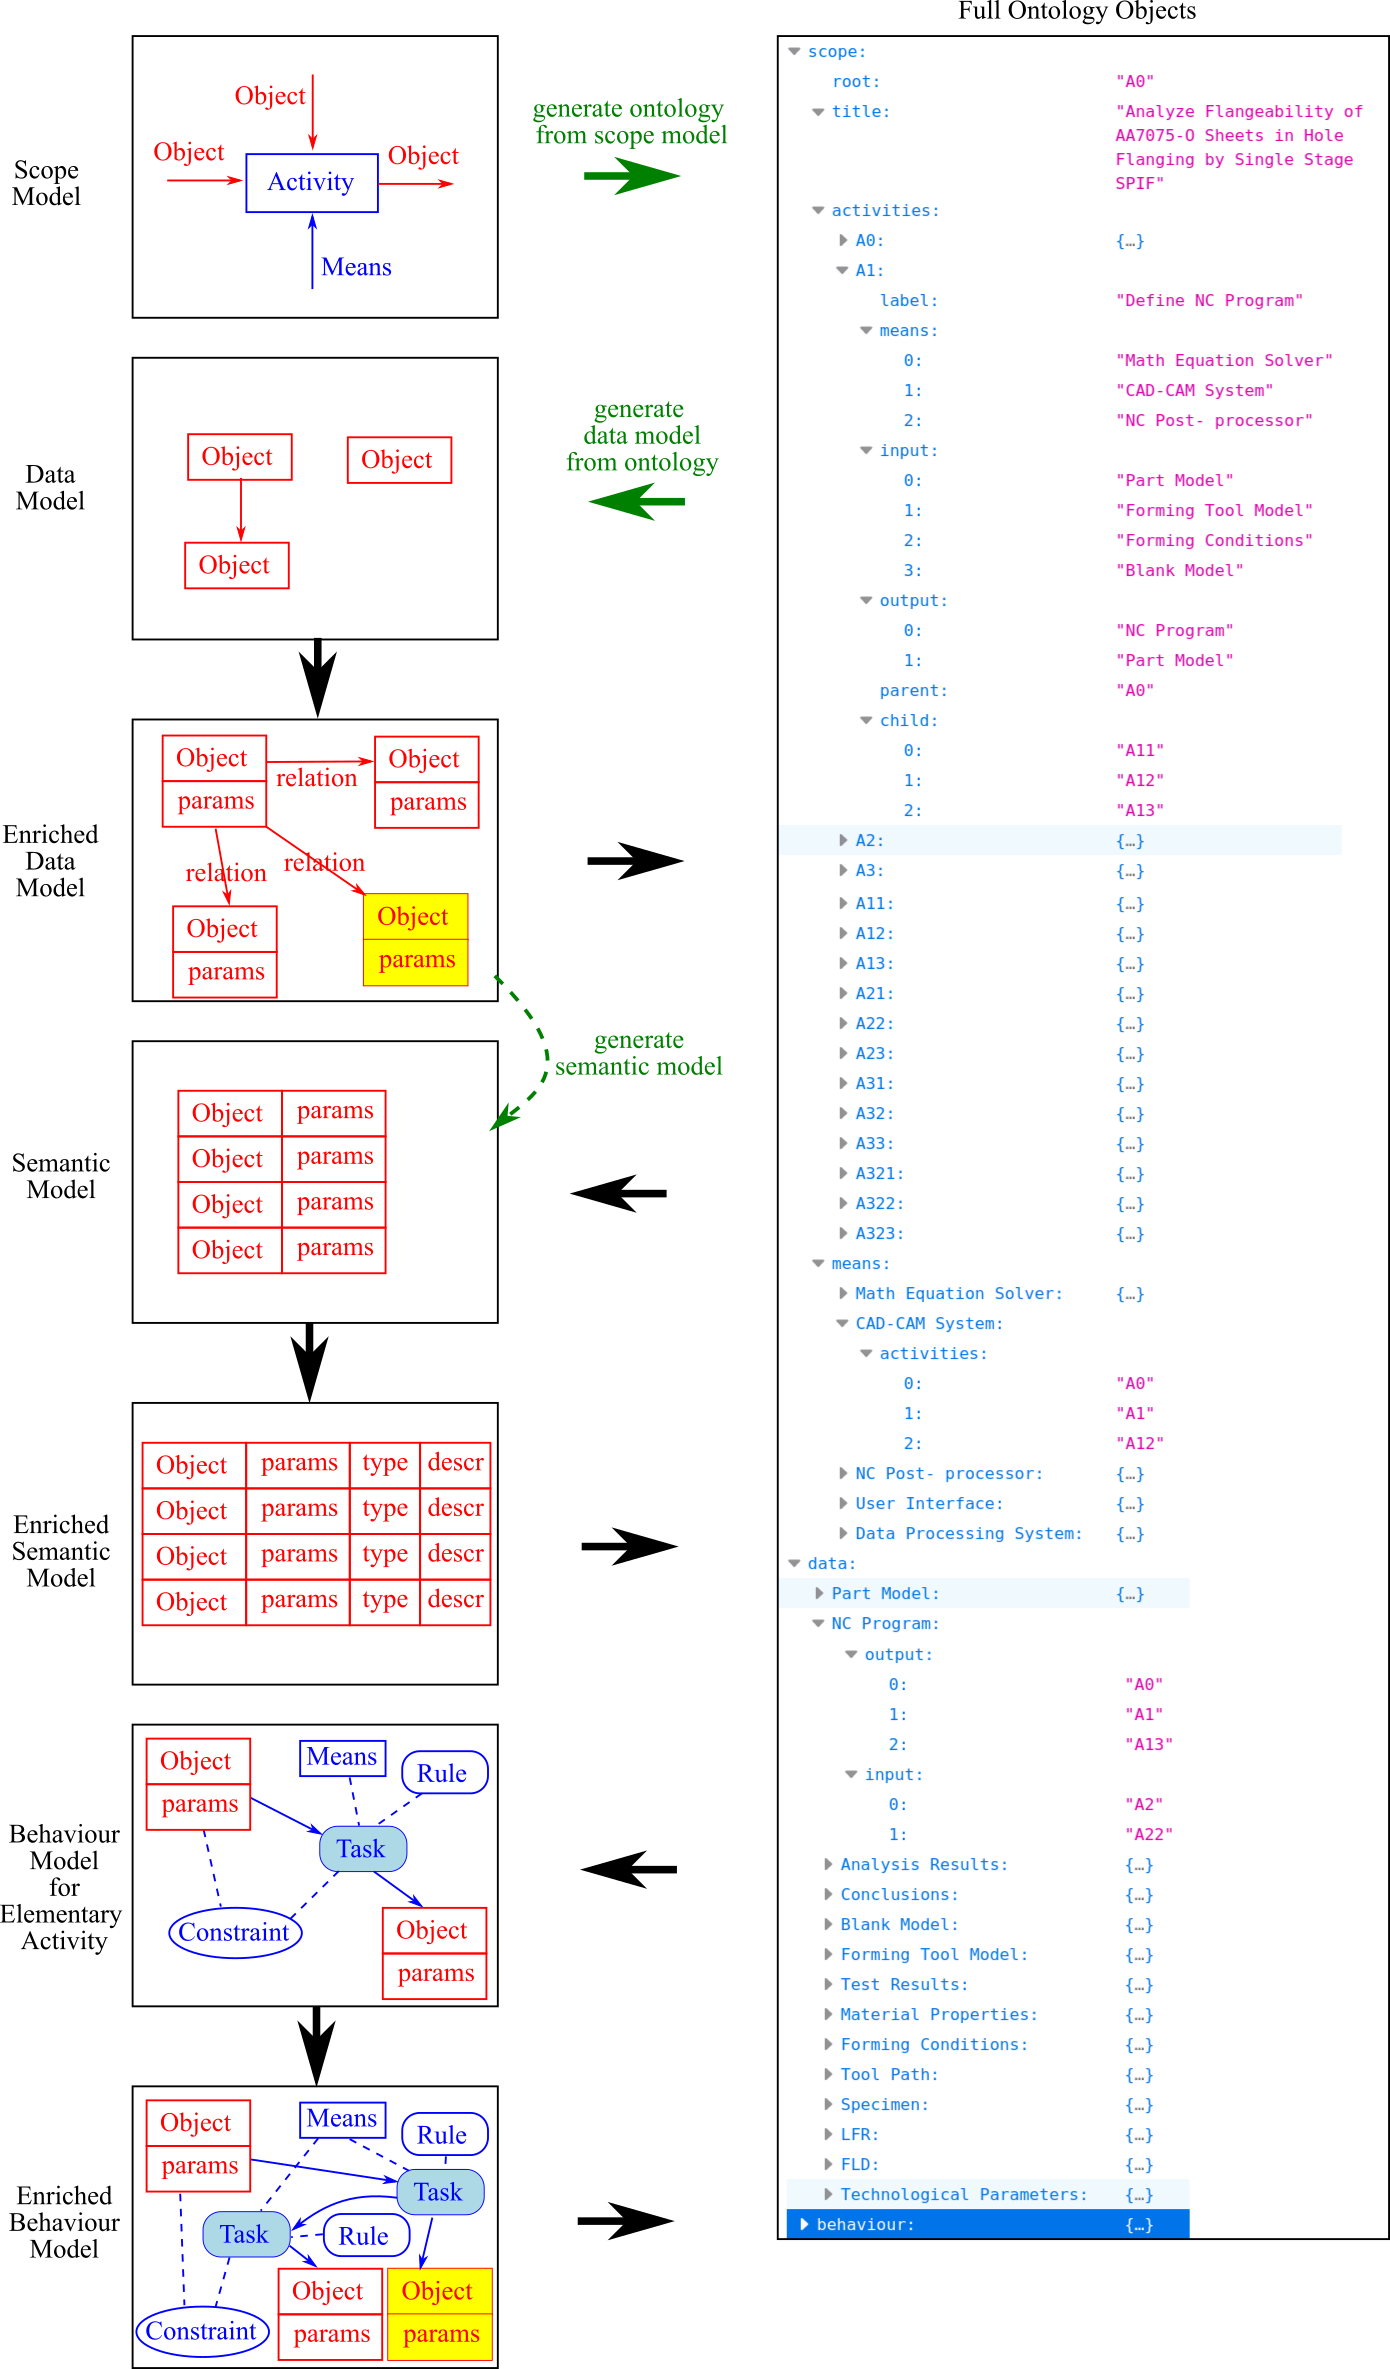 Full Ontology Objects
Scope
Model
Object
Object
Object
Activity
Means
generate ontology
from scope model
Data
Model
Object
Object
Object
generate
data model
from ontology
Enriched
Data
Model
Object
params
relation
Object
params
relation
relation
Object
params
Object
params
generate
semantic model
Semantic
Model
Object params
Object params
Object params
Object params
Enriched
Semantic
Model
Object params type descr
Object params type descr
Object params type descr
Object params type descr
Behaviour
Model
for
Elementary
Activity
Object
params
Means
Rule
Task
Constraint
Object
params
Enriched
Behaviour
Model
Object
params
Means
Rule
Task
Task
Rule
Object
params
Object
params
Constraint
scope:
root: "A0"
title: "Analyze Flangeability of
AA7075-O Sheets in Hole
Flanging by Single Stage
SPIF"
activities:
A0: {…}
A1:
label: "Define NC Program"
means:
0: "Math Equation Solver"
1: "CAD-CAM System"
2: "NC Post- processor"
input:
0: "Part Model"
1: "Forming Tool Model"
2: "Forming Conditions"
3: "Blank Model"
output:
0: "NC Program"
1: "Part Model"
parent: "A0"
child:
0: "A11"
1: "A12"
2: "A13"
A2: {…}
A3: {…}
A11: {…}
A12: {…}
A13: {…}
A21: {…}
A22: {…}
A23: {…}
A31: {…}
A32: {…}
A33: {…}
A321: {…}
A322: {…}
A323: {…}
means:
Math Equation Solver: {…}
CAD-CAM System:
activities:
0: "A0"
1: "A1"
2: "A12"
NC Post- processor: {…}
User Interface: {…}
Data Processing System: {…}
data:
Part Model: {…}
NC Program:
output:
0: "A0"
1: "A1"
2: "A13"
input:
0: "A2"
1: "A22"
Analysis Results: {…}
Conclusions: {…}
Blank Model: {…}
Forming Tool Model: {…}
Test Results: {…}
Material Properties: {…}
Forming Conditions: {…}
Tool Path: {…}
Specimen: {…}
LFR: {…}
FLD: {…}
Technological Parameters: {…}
behaviour: {…}